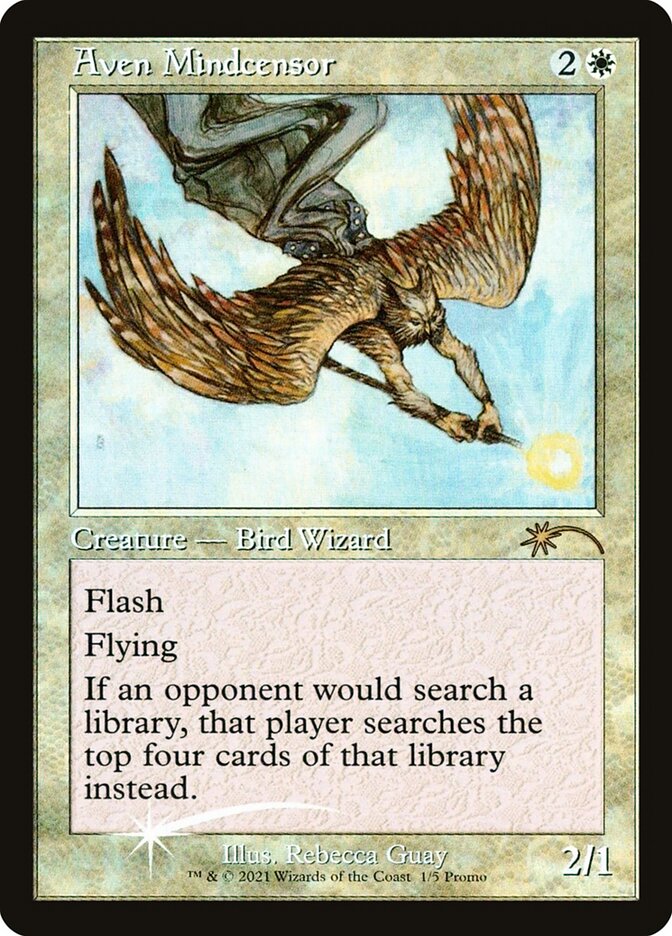 Aven Mindcensor 2
Creature — Bird Wizard
Flash
Flying
If an opponent would search a
library, that player searches the
top four cards of that library
instead.
Illus. Rebecca Guay
2/1
™ & © 2021 Wizards of the Coast 1/5 Promo